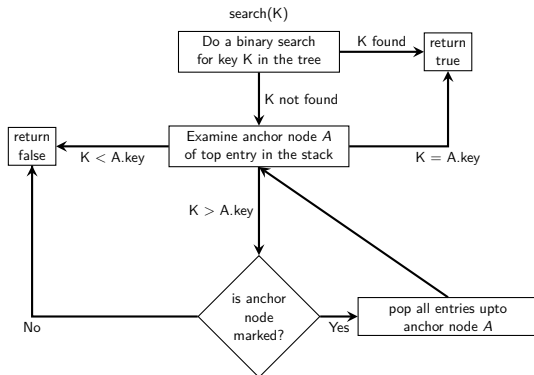 search(K)
Do a binary search
for key K in the tree
K found
return
true
K not found
return
false
K < A.key
Examine anchor node A
of top entry in the stack
K = A.key
K > A.key
is anchor
node
marked?
No
Yes
pop all entries upto
anchor node A